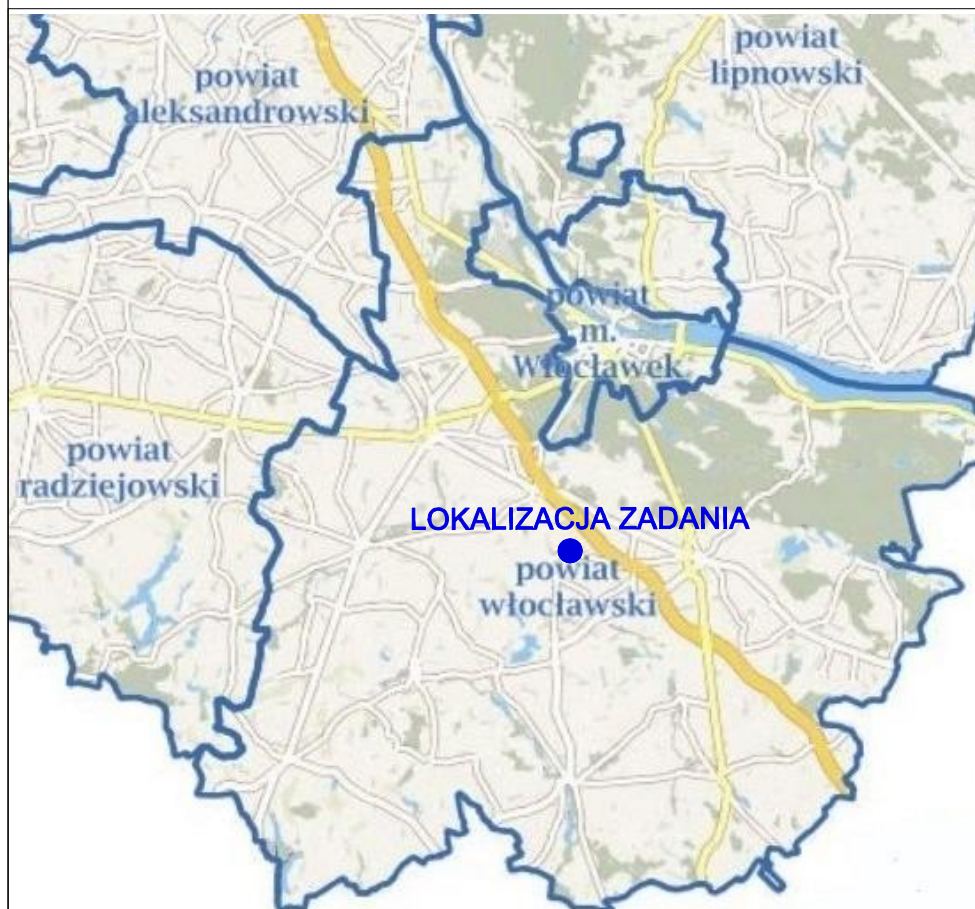 powiat
lipnowski
powiat
aleksandrowski
powiat
m.
Włocławek
powiat
radziejowski
LOKALIZACJA ZADANIA
powiat
włocławski